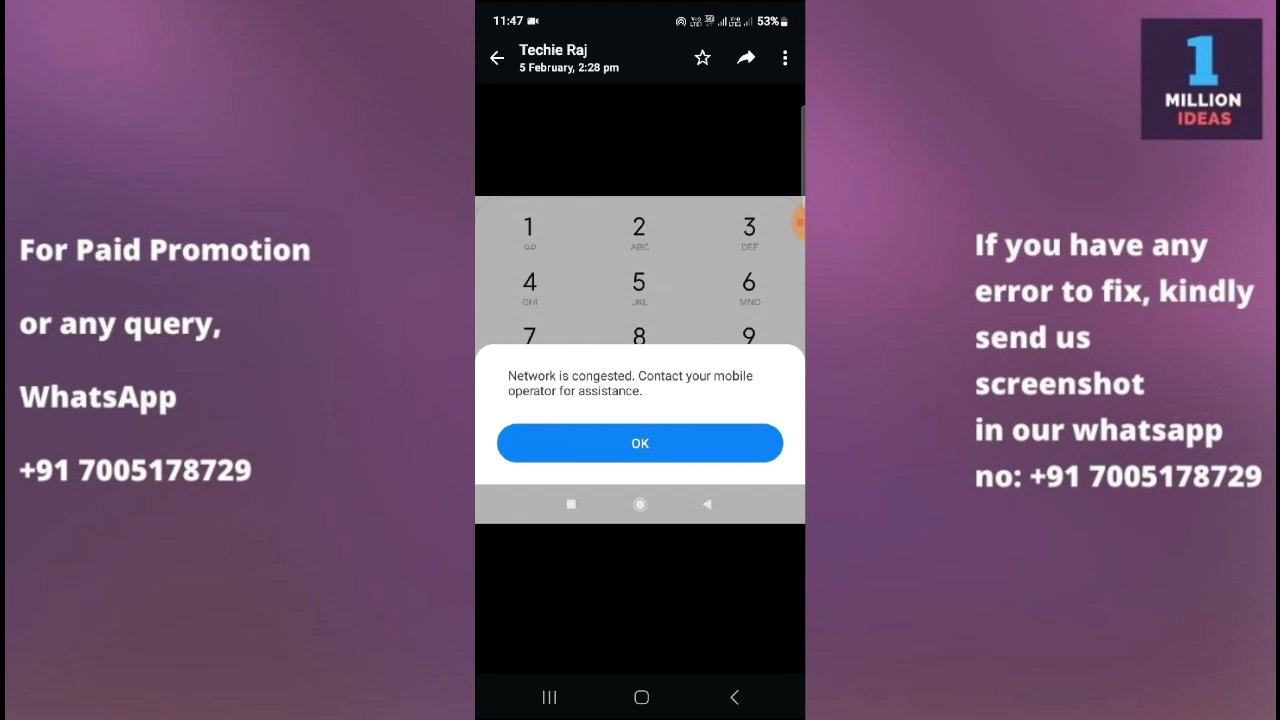 11:47
53%
Techie Raj
5 February, 2:28 pm
1
MILLION
IDEAS
1
2
3
ABC
DEF
4
5
6
GHI
JKL
MNO
7
8
9
Network is congested. Contact your mobile
operator for assistance.
OK
For Paid Promotion
or any query,
WhatsApp
+91 7005178729
If you have any
error to fix, kindly
send us
screenshot
in our whatsapp
no: +91 7005178729